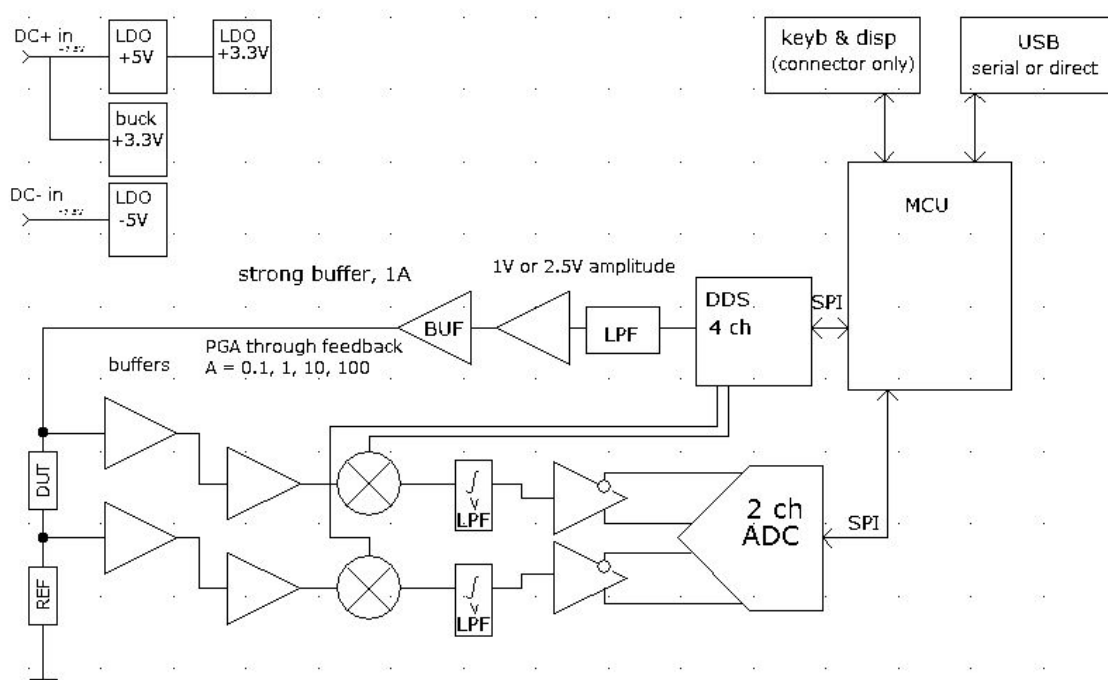 DC+ in
LDO
+5V
LDO
+3.3V
buck
+3.3V
DC- in
LDO
-5V
keyb & disp
(connector only)
USB
serial or direct
MCU
strong buffer, 1A
1V or 2.5V amplitude
BUF
LPF
DDS
4 ch
SPI
PGA through feedback
A = 0.1, 1, 10, 100
buffers
DUT
REF
∫
LPF
∫
LPF
2 ch
ADC
SPI